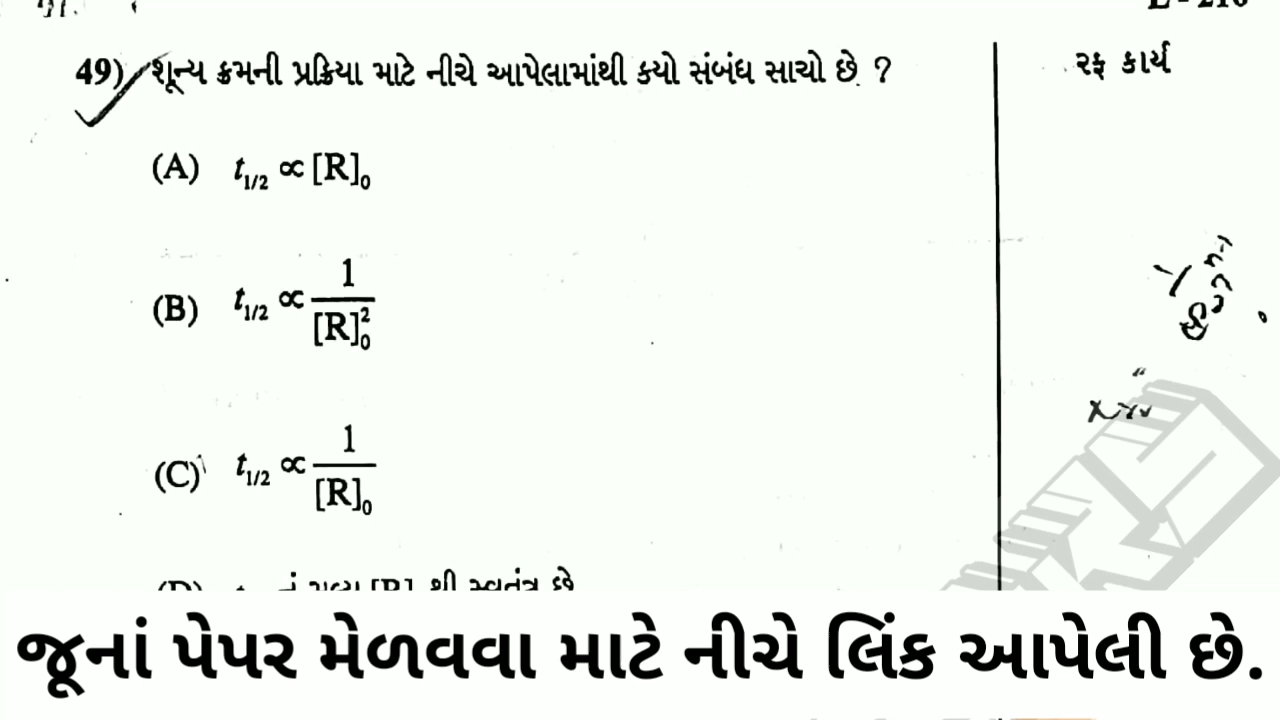 49) શૂન્ય ક્રમની પ્રક્રિયા માટે નીચે આપેલામાંથી કયો સંબંધ સાચો છે ?
રફ કાર્ય
(A) t₁/₂ ∝ [R]₀
(B) t₁/₂ ∝ 1/[R]₀²
(C) t₁/₂ ∝ 1/[R]₀
થી સ્વતંત્ર છે
જૂનાં પેપર મેળવવા માટે નીચે લિંક આપેલી છે.